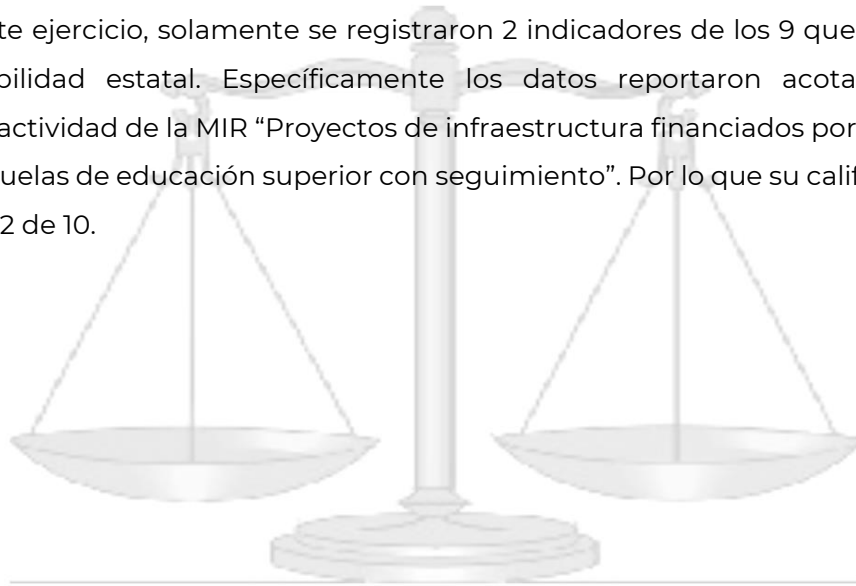 te ejercicio, solamente se registraron 2 indicadores de los 9 que
bilidad estatal. Específicamente los datos reportaron acota
actividad de la MIR “Proyectos de infraestructura financiados por
uelas de educación superior con seguimiento”. Por lo que su calif
2 de 10.